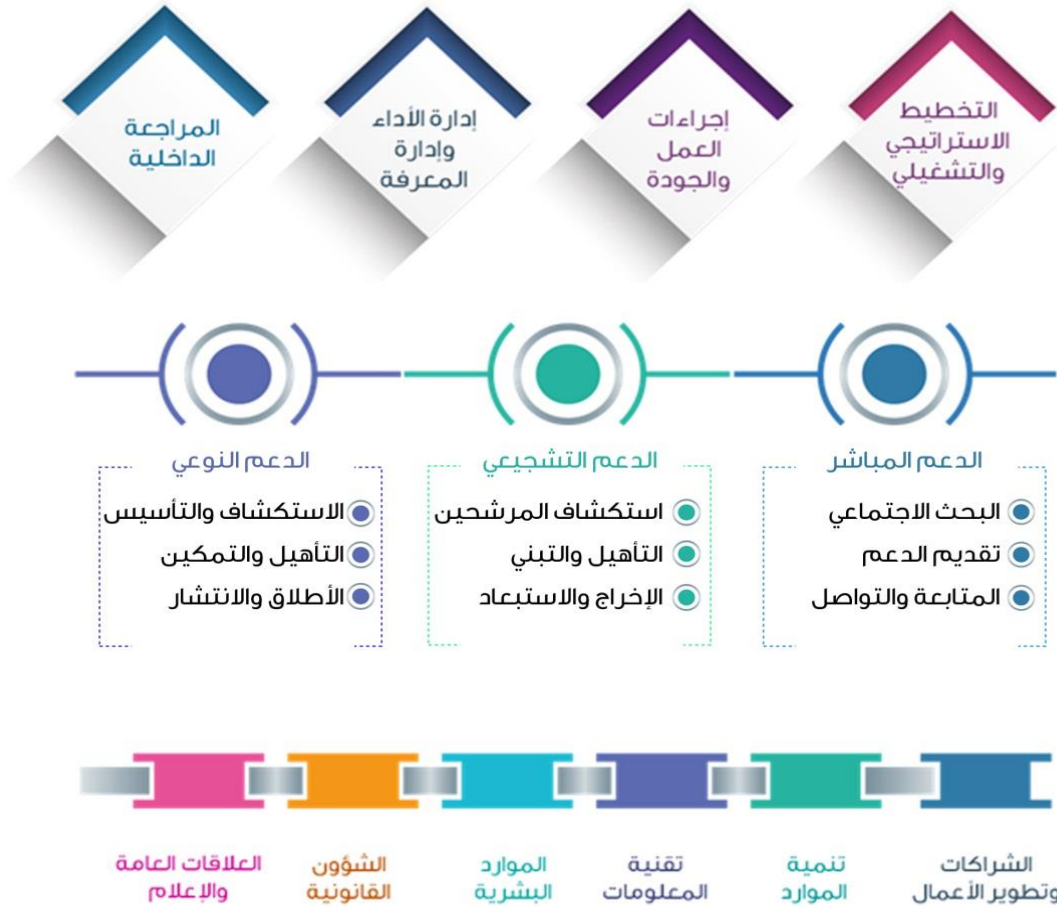 التخطيط
الاستراتيجي
والتشغيلي
إجراءات
العمل
والجودة
إدارة الأداء
وإدارة
المعرفة
المراجعة
الداخلية
الدعم المباشر
البحث الاجتماعي
تقديم الدعم
المتابعة والتواصل
الدعم التشجيعي
استكشاف المرشحين
التأهيل والتبني
الإخراج والاستبعاد
الدعم النوعي
الاستكشاف والتأسيس
التأهيل والتمكين
الأطلاق والانتشار
الشراكات
وتطوير الأعمال
تنمية
الموارد
تقنية
المعلومات
الموارد
البشرية
الشؤون
القانونية
العلاقات العامة
والإعلام